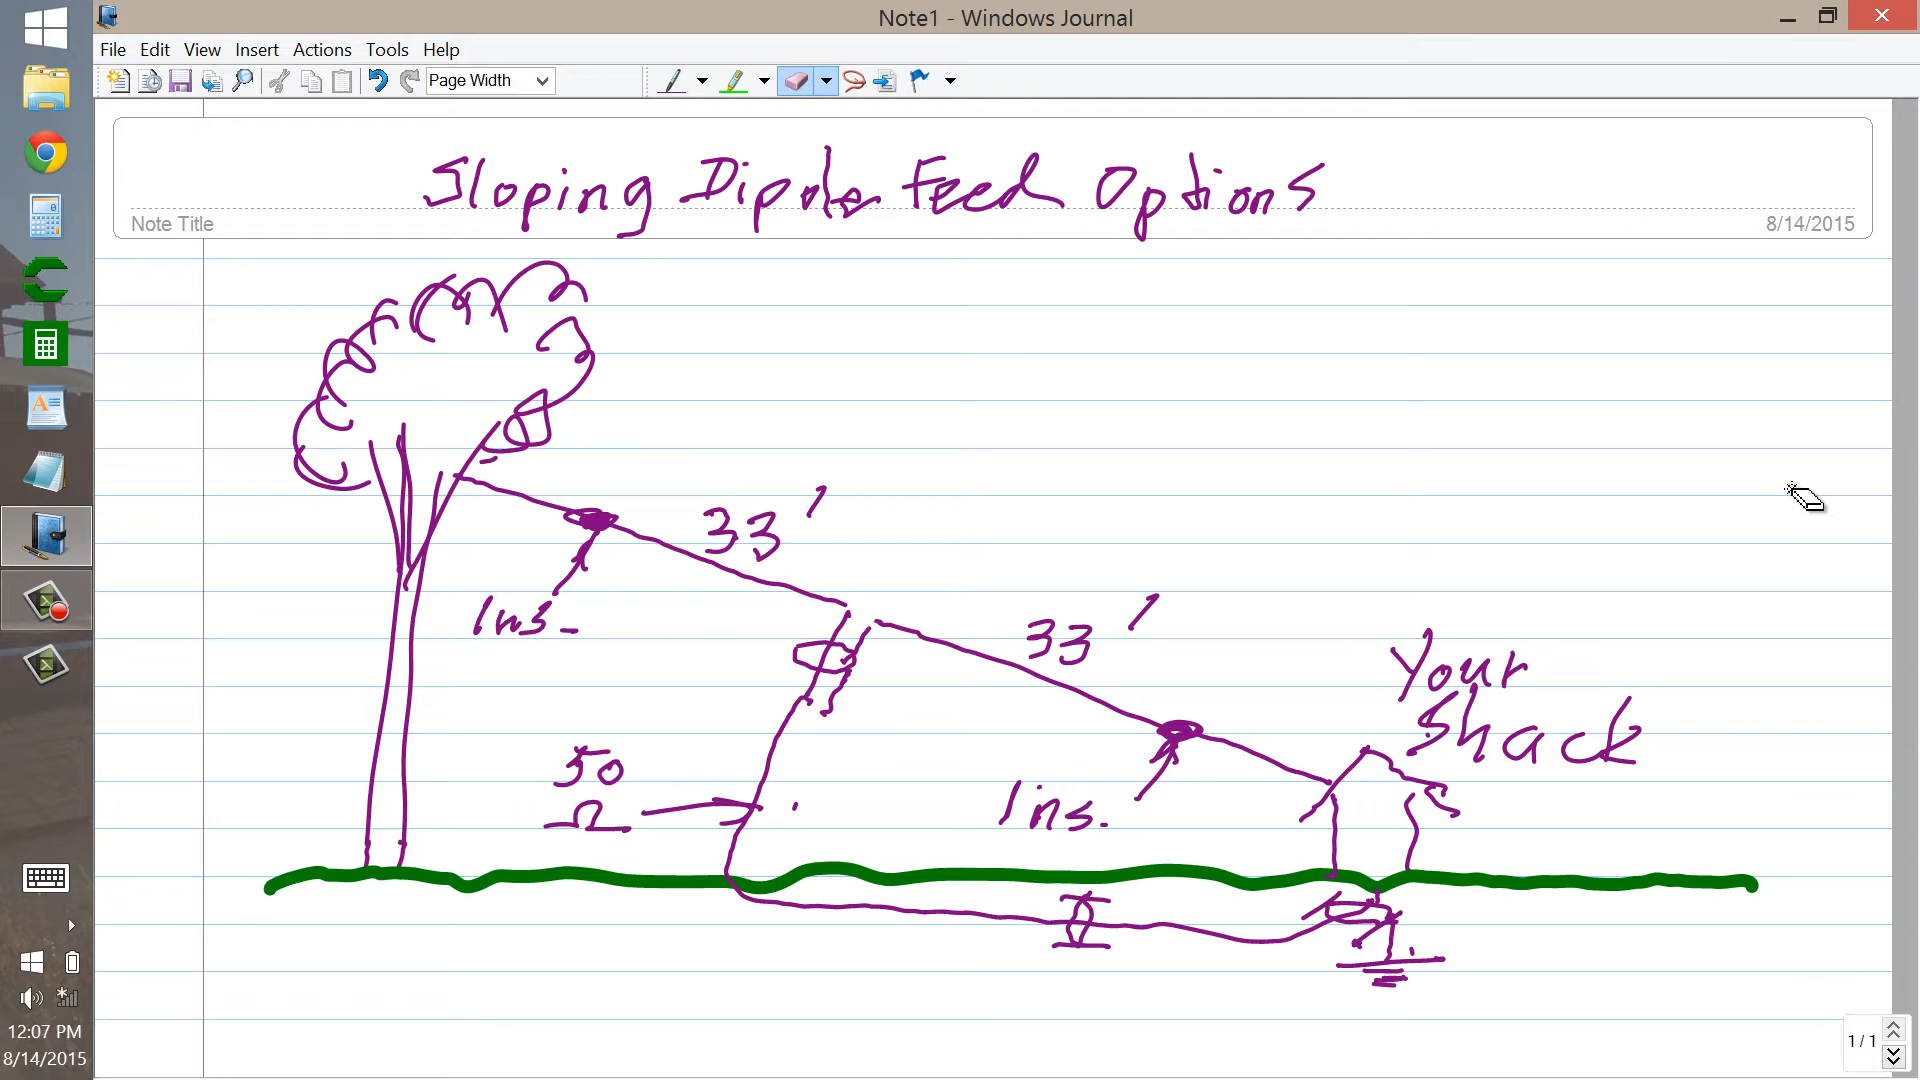 Note1 - Windows Journal
File Edit View Insert Actions Tools Help
Page Width
Sloping Dipole Feed Options
Note Title
8/14/2015
33'
Ins.
33'
Your
Shack
50
Ω
Ins.
12:07 PM
8/14/2015
1 / 1